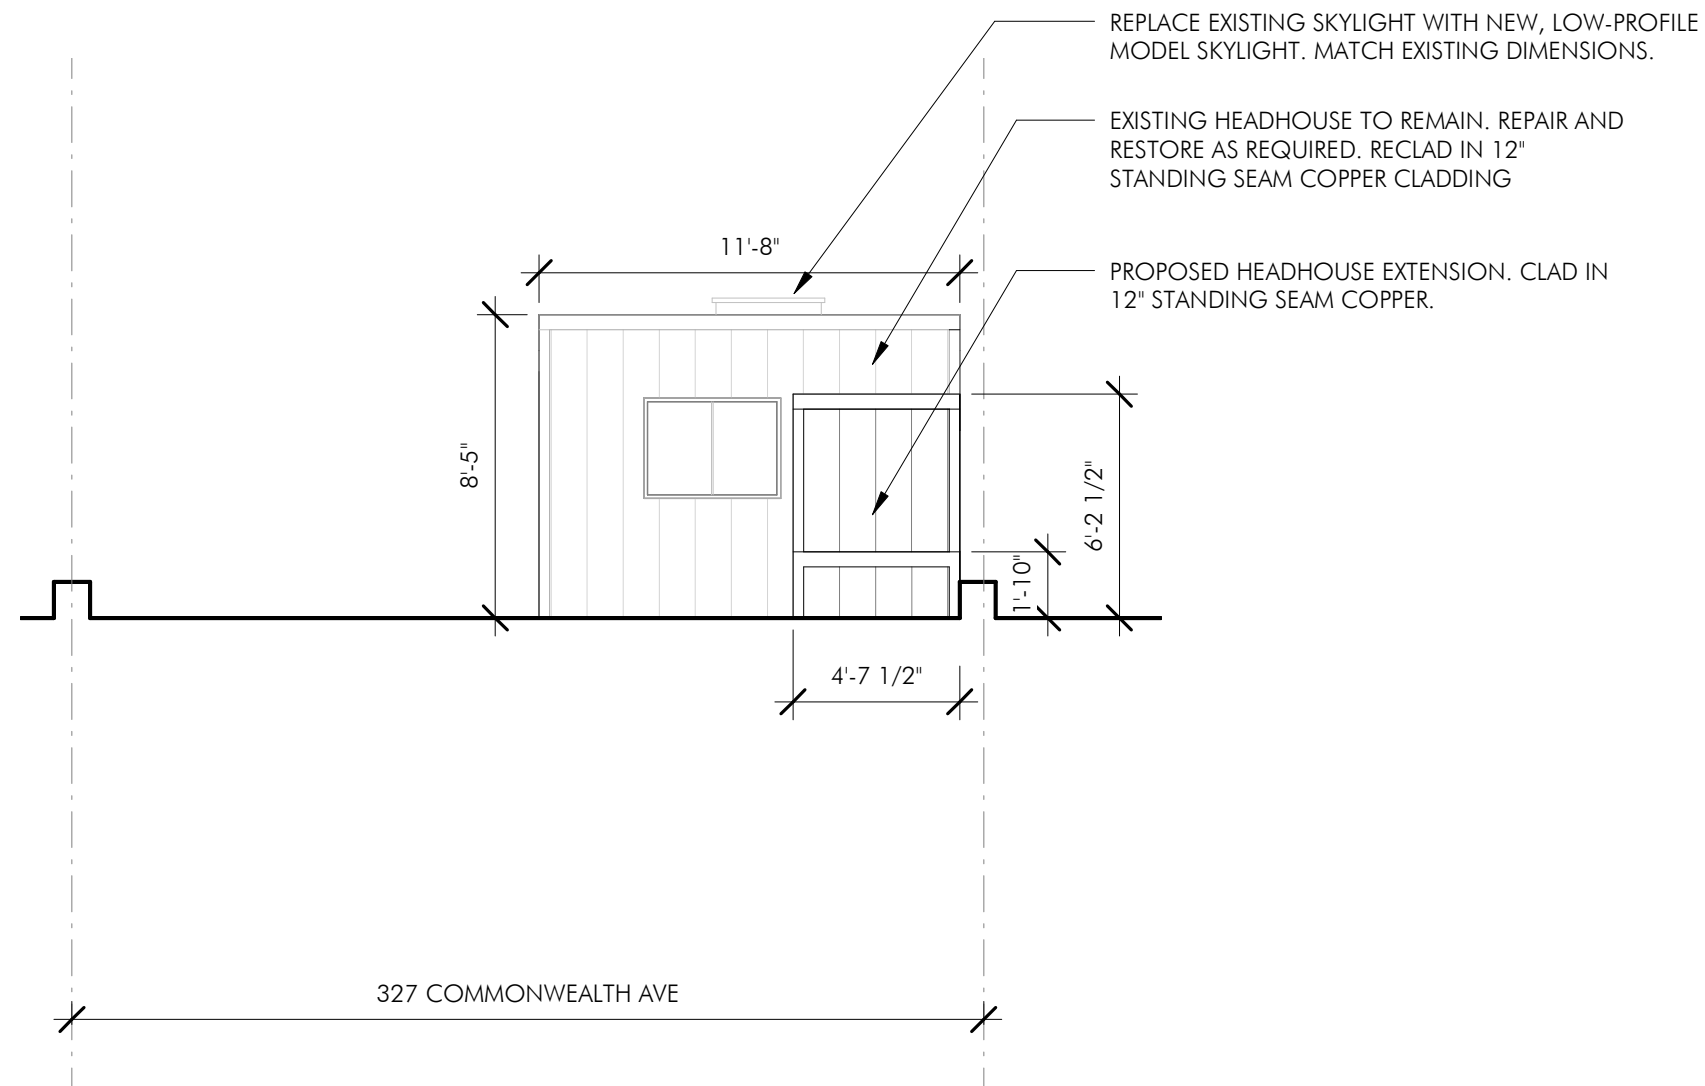 REPLACE EXISTING SKYLIGHT WITH NEW, LOW-PROFILE
MODEL SKYLIGHT. MATCH EXISTING DIMENSIONS.
EXISTING HEADHOUSE TO REMAIN. REPAIR AND
RESTORE AS REQUIRED. RECLAD IN 12"
STANDING SEAM COPPER CLADDING
11'-8"
PROPOSED HEADHOUSE EXTENSION. CLAD IN
12" STANDING SEAM COPPER.
8'-5"
6'-2 1/2"
1'-10"
4'-7 1/2"
327 COMMONWEALTH AVE